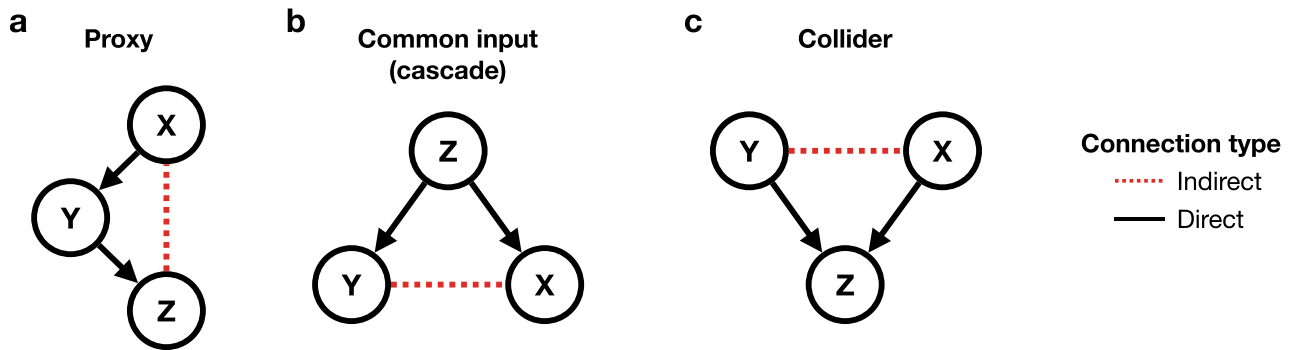 a
Proxy
X
Y
Z
b
Common input
(cascade)
Z
Y
X
c
Collider
Y
X
Z
Connection type
Indirect
Direct